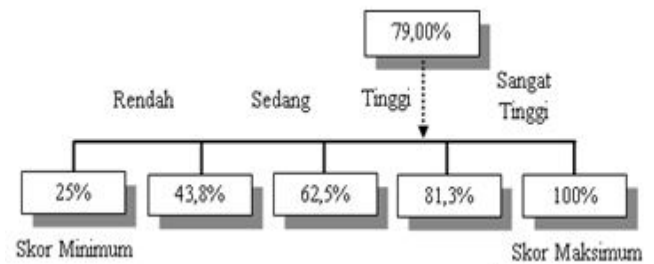 79,00%
Rendah
Sedang
Tinggi
Sangat
Tinggi
25%
43,8%
62,5%
81,3%
100%
Skor Minimum
Skor Maksimum